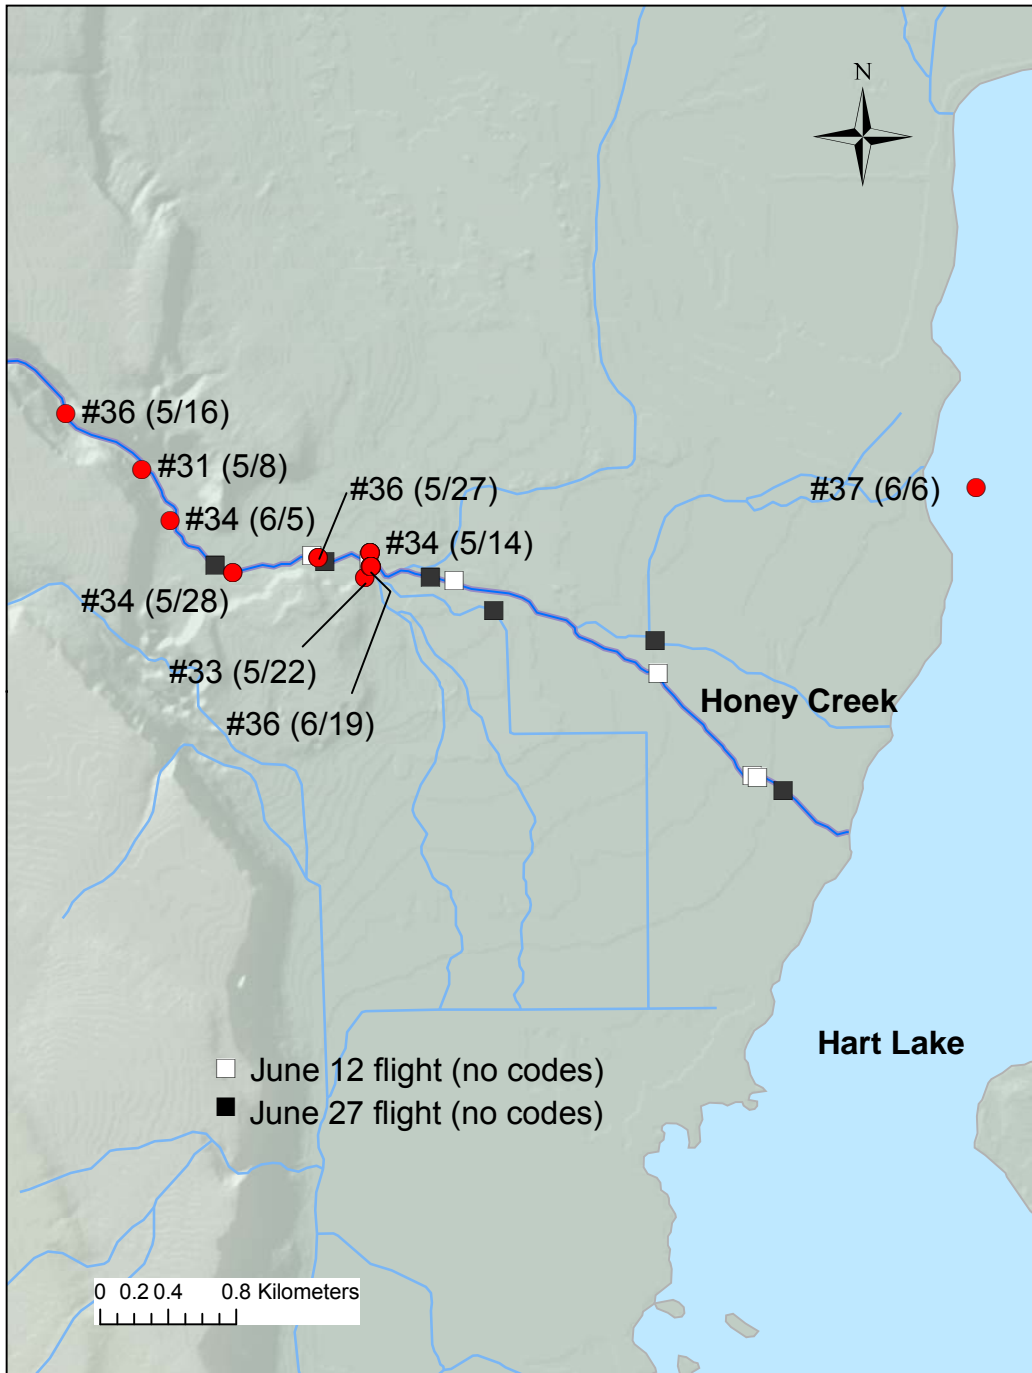 N
#36 (5/16)
#31 (5/8)
#36 (5/27)
#37 (6/6)
#34 (6/5)
#34 (5/14)
#34 (5/28)
#33 (5/22)
#36 (6/19)
Honey Creek
Hart Lake
June 12 flight (no codes)
June 27 flight (no codes)
0 0.2 0.4 0.8 Kilometers